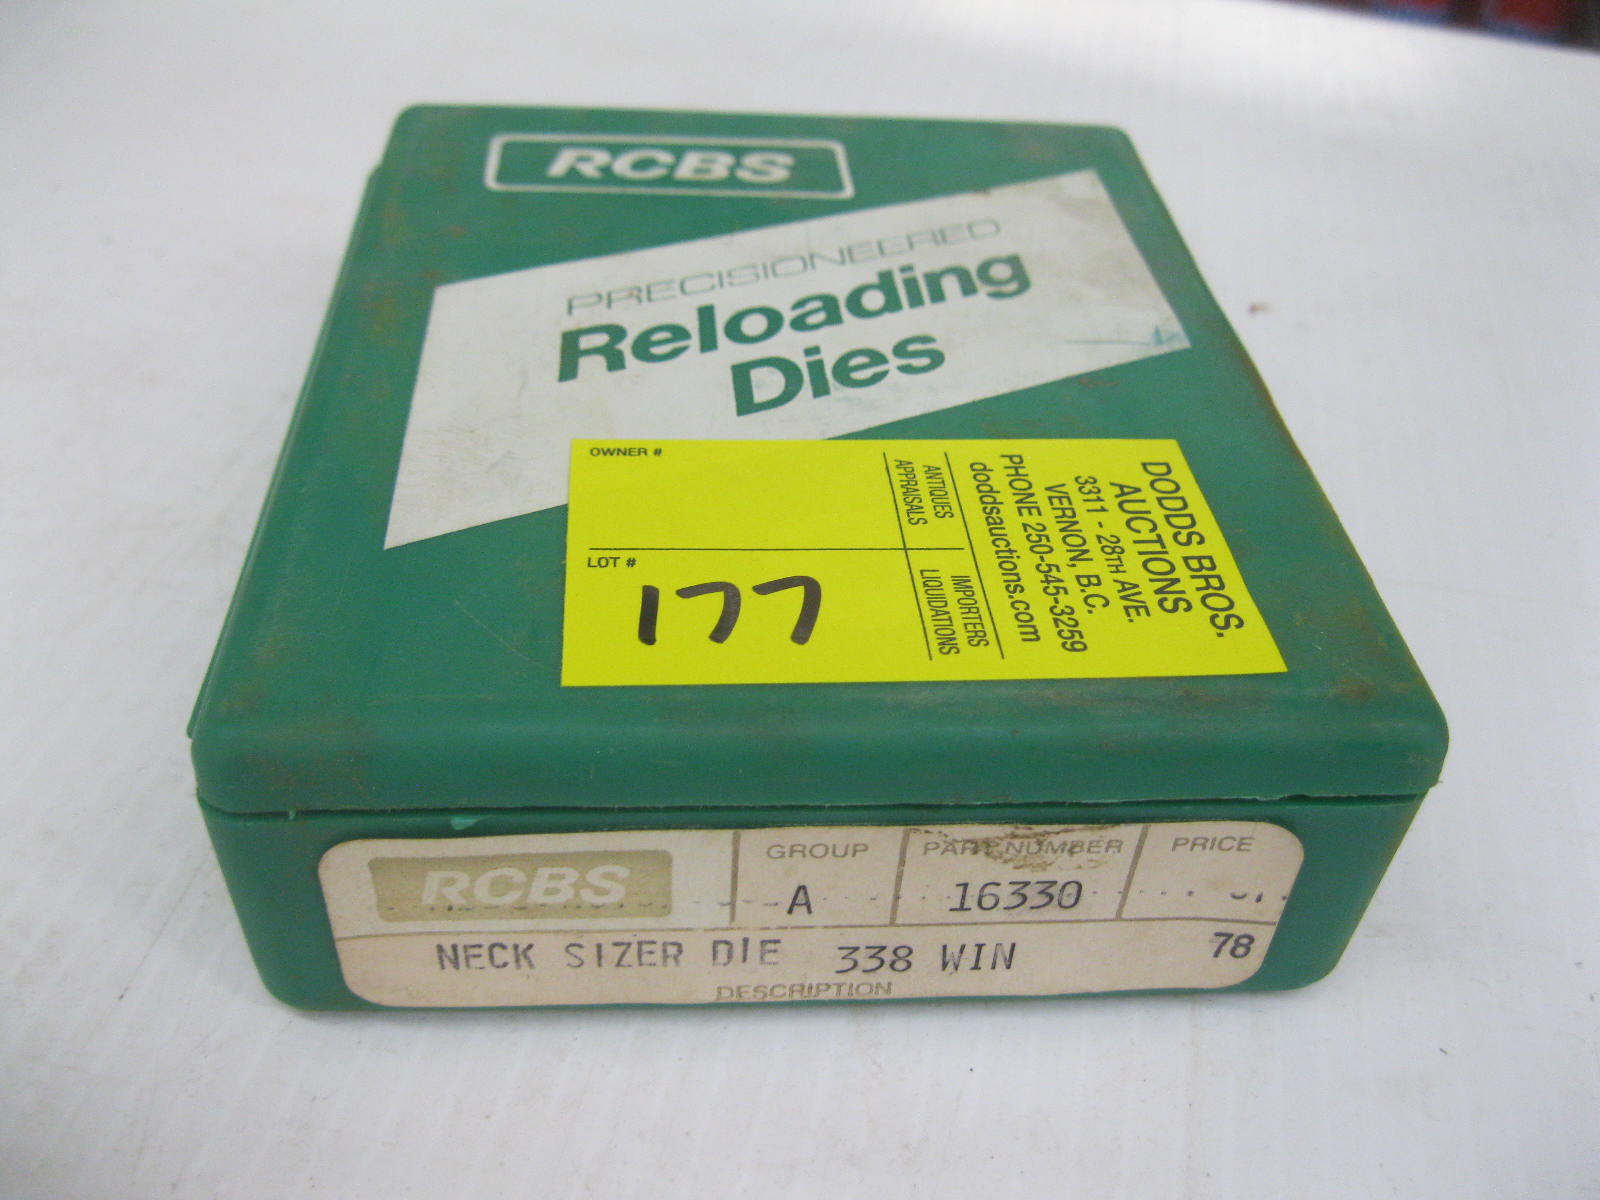 RCBS
PRECISIONEERED
Reloading
Dies
OWNER #
LOT #
177
ANTIQUES
APPRAISALS
IMPORTERS
LIQUIDATIONS
DODDS BROS.
AUCTIONS
3311 - 28TH AVE.
VERNON, B.C.
PHONE 250-545-3259
doddsauctions.com
RCBS
GROUP
A
PART NUMBER
16330
PRICE
NECK SIZER DIE 338 WIN
78
DESCRIPTION